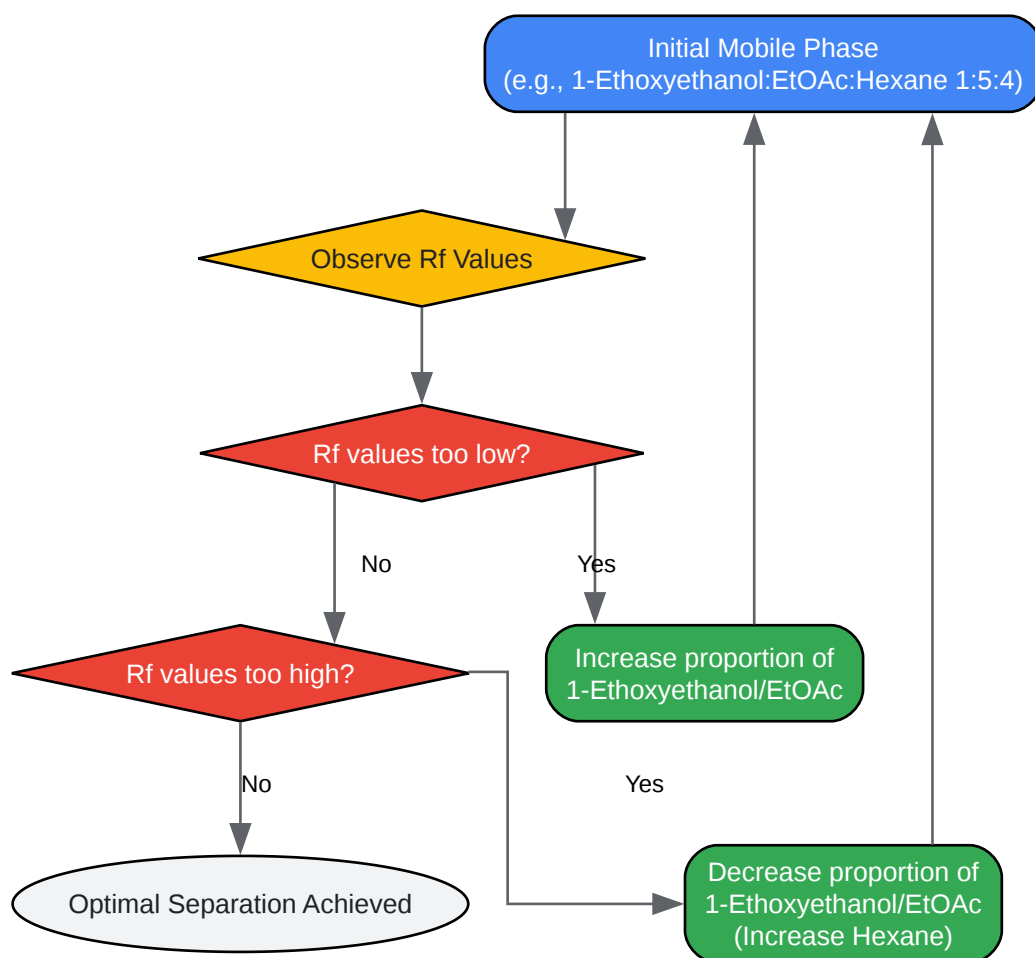 Initial Mobile Phase
(e.g., 1-Ethoxyethanol:EtOAc:Hexane 1:5:4)
Observe Rf Values
Rf values too low?
No
Yes
Increase proportion of
1-Ethoxyethanol/EtOAc
Rf values too high?
No
Yes
Optimal Separation Achieved
Decrease proportion of
1-Ethoxyethanol/EtOAc
(Increase Hexane)